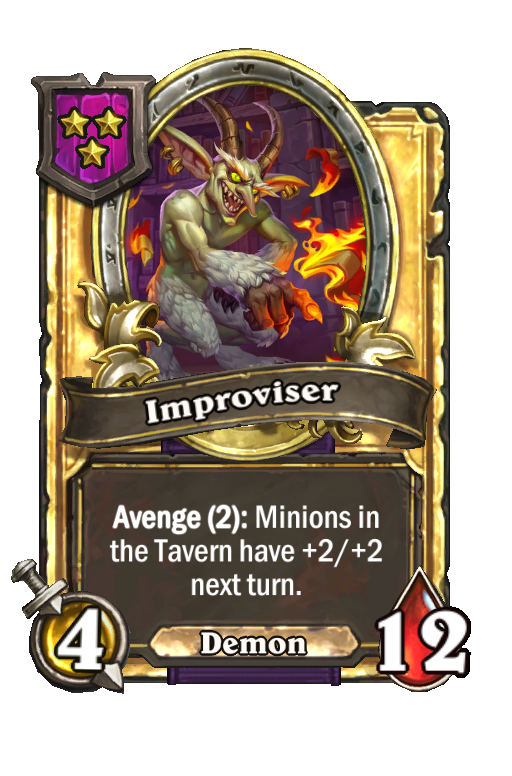 Improviser
Avenge (2): Minions in
the Tavern have +2/+2
next turn.
4
Demon
12